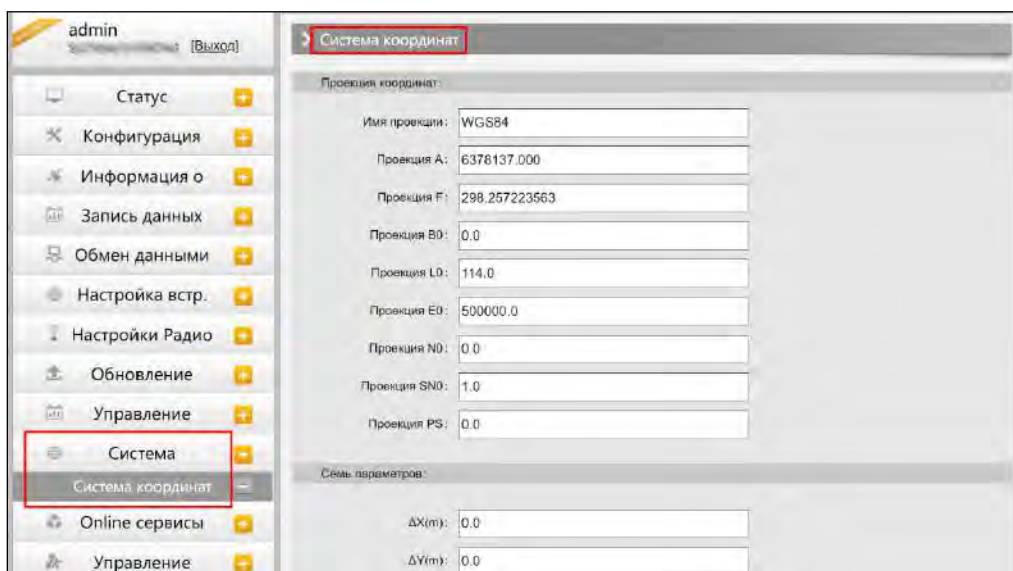 admin
[Выход]
Статус
Конфигурация
Информация о
Запись данных
Обмен данными
Настройка встр.
Настройки Радио
Обновление
Управление
Система
Система координат
Online сервисы
Управление
Система координат
Проекция координат:
Имя проекции: WGS84
Проекция A: 6378137.000
Проекция F: 298.257223563
Проекция B0: 0.0
Проекция L0: 114.0
Проекция E0: 500000.0
Проекция N0: 0.0
Проекция SN0: 1.0
Проекция PS: 0.0
Семь параметров:
ΔX(m): 0.0
ΔY(m): 0.0